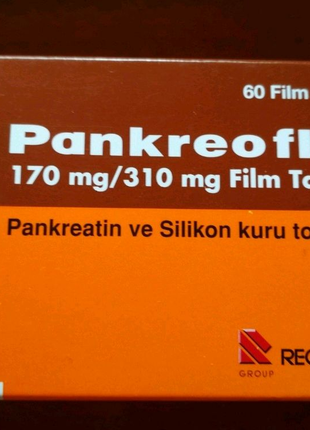 60 Film
Pankreofl
170 mg/310 mg Film Ta
Pankreatin ve Silikon kuru to
REC
GROUP